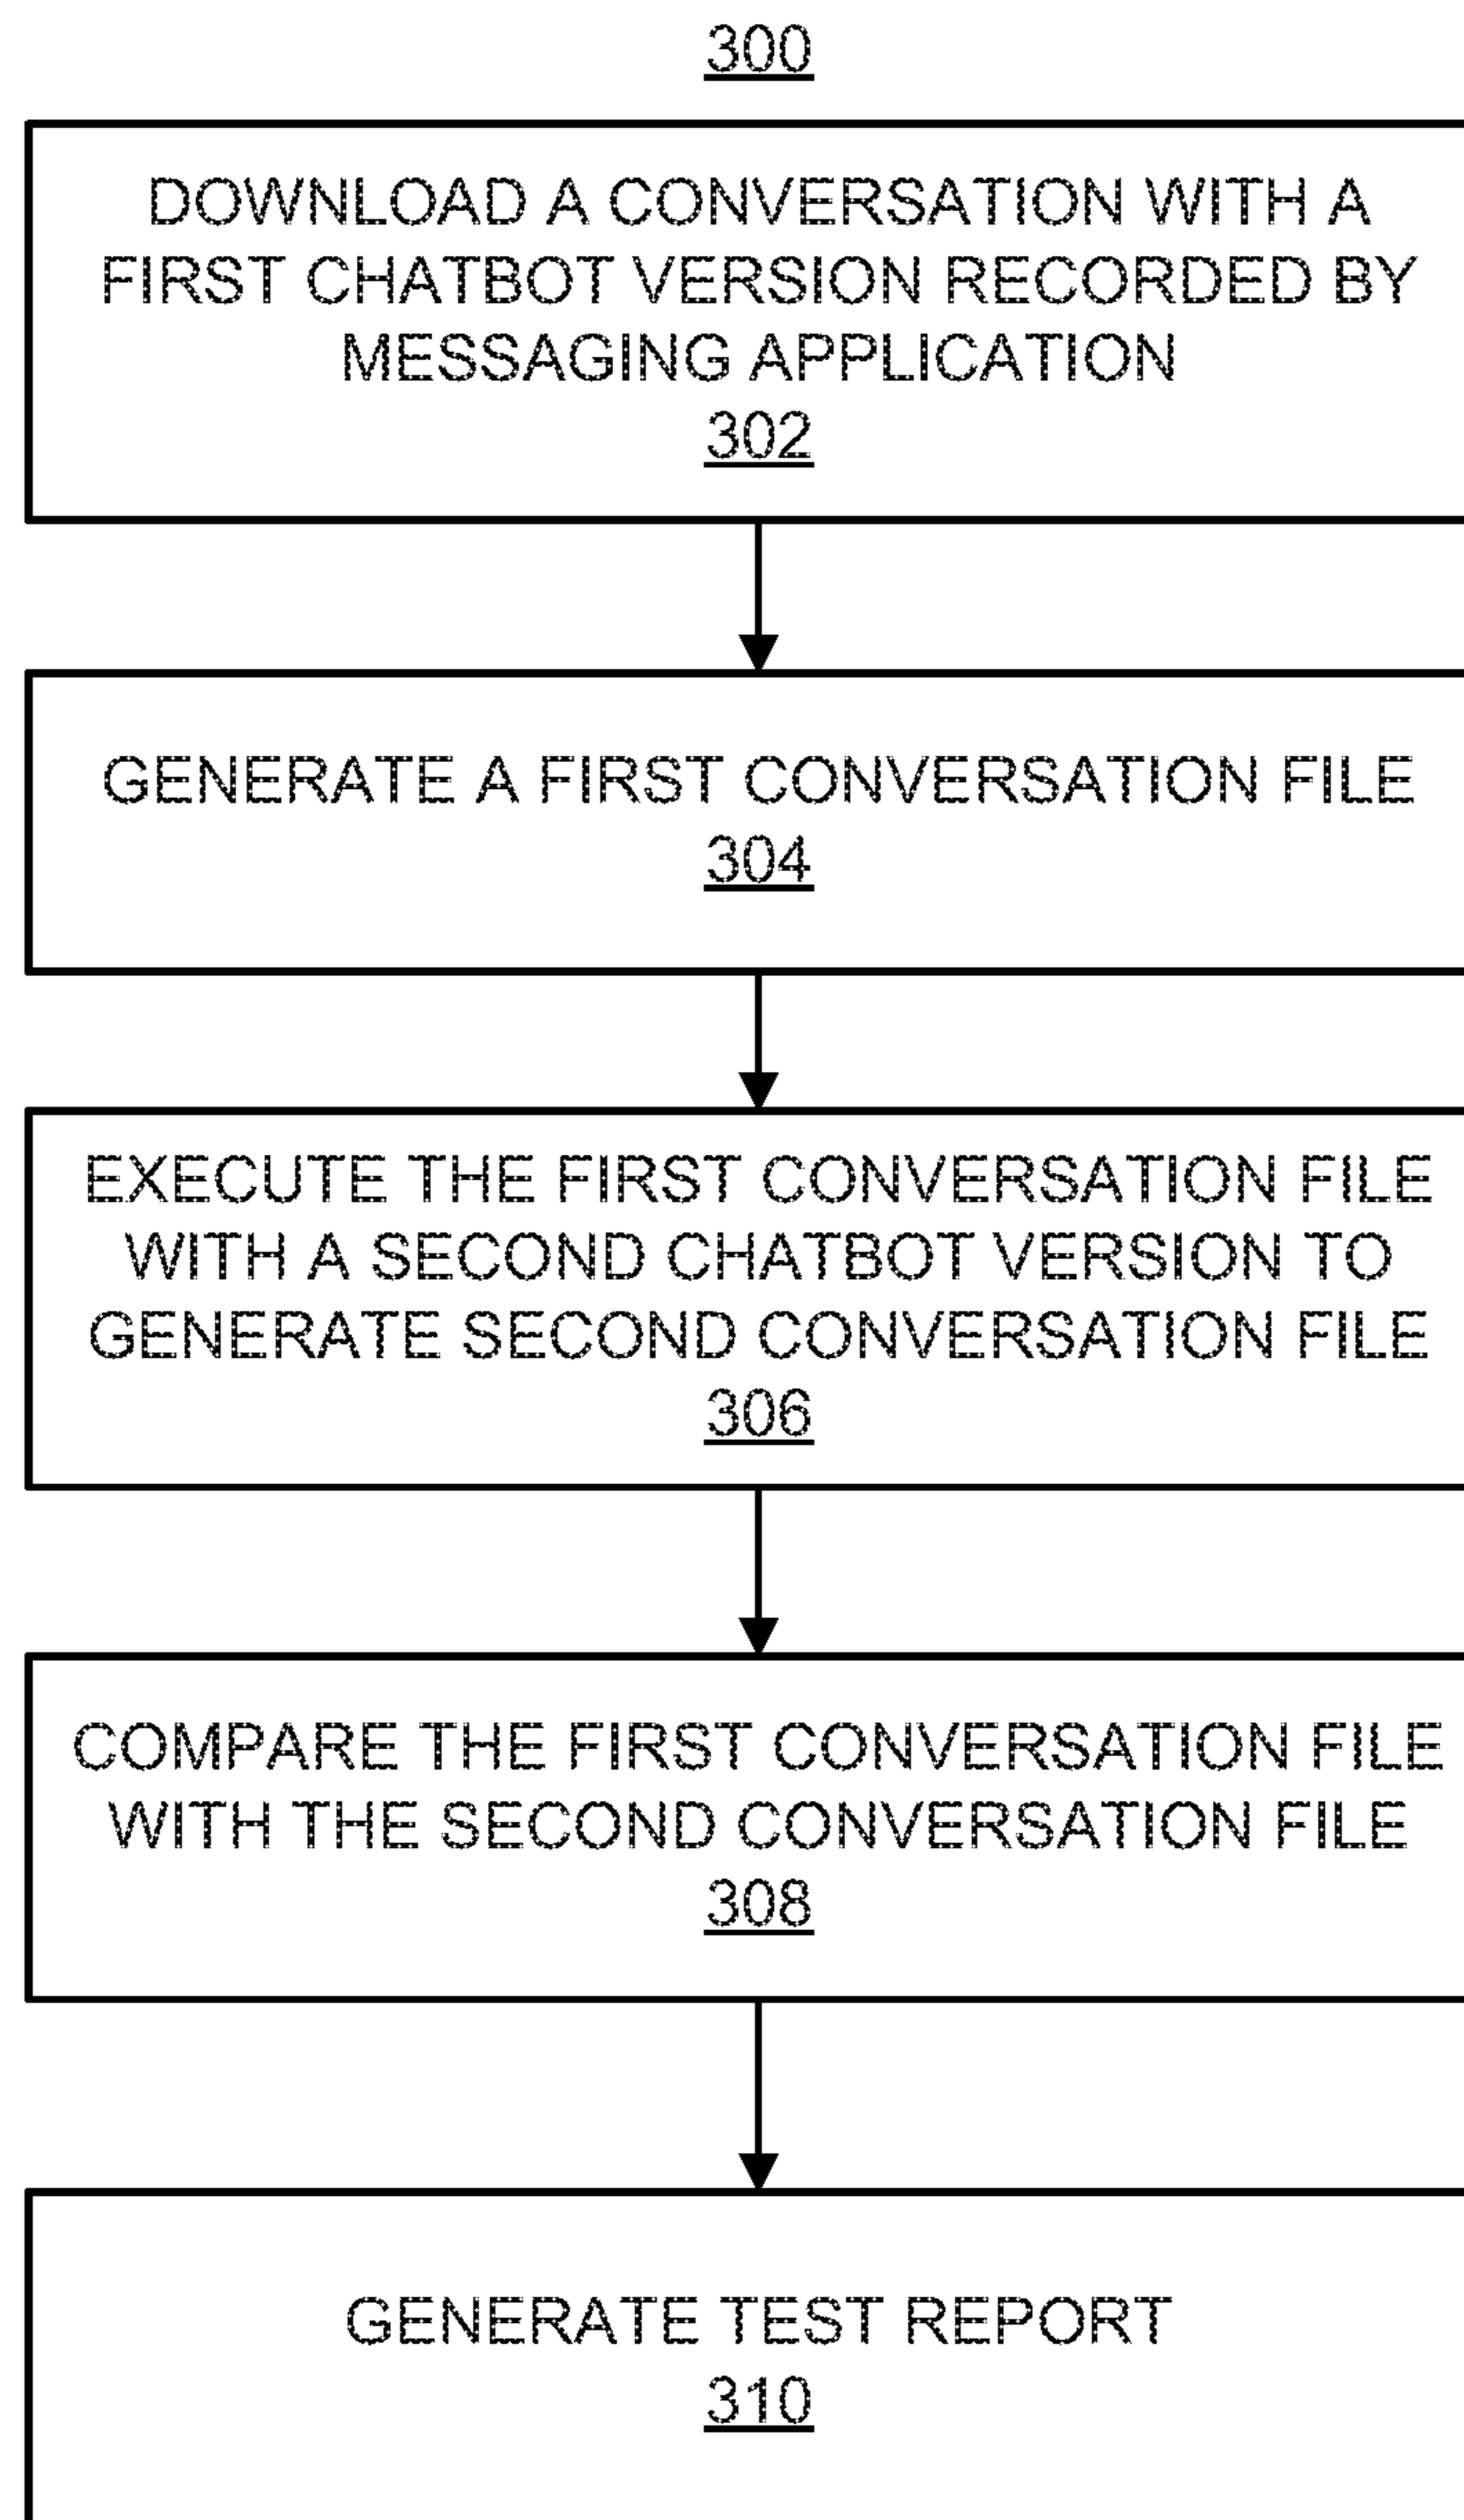 300
DOWNLOAD A CONVERSATION WITH A
FIRST CHATBOT VERSION RECORDED BY
MESSAGING APPLICATION
302
GENERATE A FIRST CONVERSATION FILE
304
EXECUTE THE FIRST CONVERSATION FILE
WITH A SECOND CHATBOT VERSION TO
GENERATE SECOND CONVERSATION FILE
306
COMPARE THE FIRST CONVERSATION FILE
WITH THE SECOND CONVERSATION FILE
308
GENERATE TEST REPORT
310